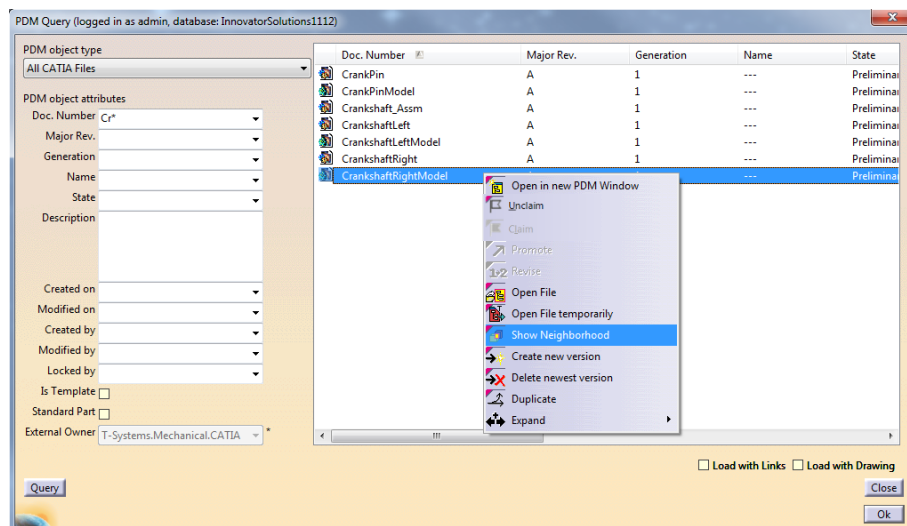 PDM Query (logged in as admin, database: InnovatorSolutions1112)
PDM object type
All CATIA Files
PDM object attributes
Doc. Number Cr*
Major Rev.
Generation
Name
State
Description
Created on
Modified on
Created by
Modified by
Locked by
Is Template
Standard Part
External Owner T-Systems.Mechanical.CATIA *
Query
Doc. Number Major Rev. Generation Name State
CrankPin A 1 --- Preliminar
CrankPinModel A 1 --- Preliminar
Crankshaft_Assm A 1 --- Preliminar
CrankshaftLeft A 1 --- Preliminar
CrankshaftLeftModel A 1 --- Preliminar
CrankshaftRight A 1 --- Preliminar
CrankshaftRightModel --- Preliminar
Open in new PDM Window
Unclaim
Claim
Promote
Revise
Open File
Open File temporarily
Show Neighborhood
Create new version
Delete newest version
Duplicate
Expand
Load with Links Load with Drawing
Close
Ok